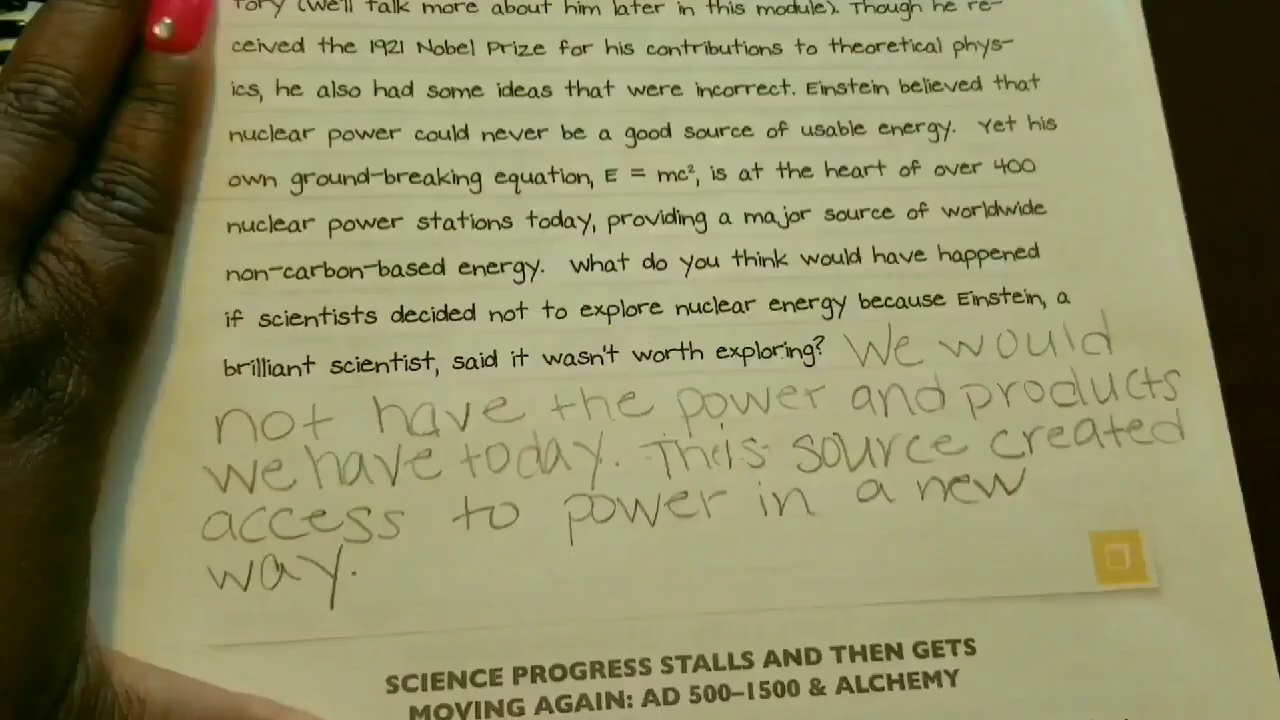 tory (we'll talk more about him later in this module). Though he re-
ceived the 1921 Nobel Prize for his contributions to theoretical phys-
ics, he also had some ideas that were incorrect. Einstein believed that
nuclear power could never be a good source of usable energy. Yet his
own ground-breaking equation, E = mc², is at the heart of over 400
nuclear power stations today, providing a major source of worldwide
non-carbon-based energy. What do you think would have happened
if scientists decided not to explore nuclear energy because Einstein, a
brilliant scientist, said it wasn't worth exploring? We would
not have the power and products
we have today. This source created
access to power in a new
way.
SCIENCE PROGRESS STALLS AND THEN GETS
MOVING AGAIN: AD 500–1500 & ALCHEMY